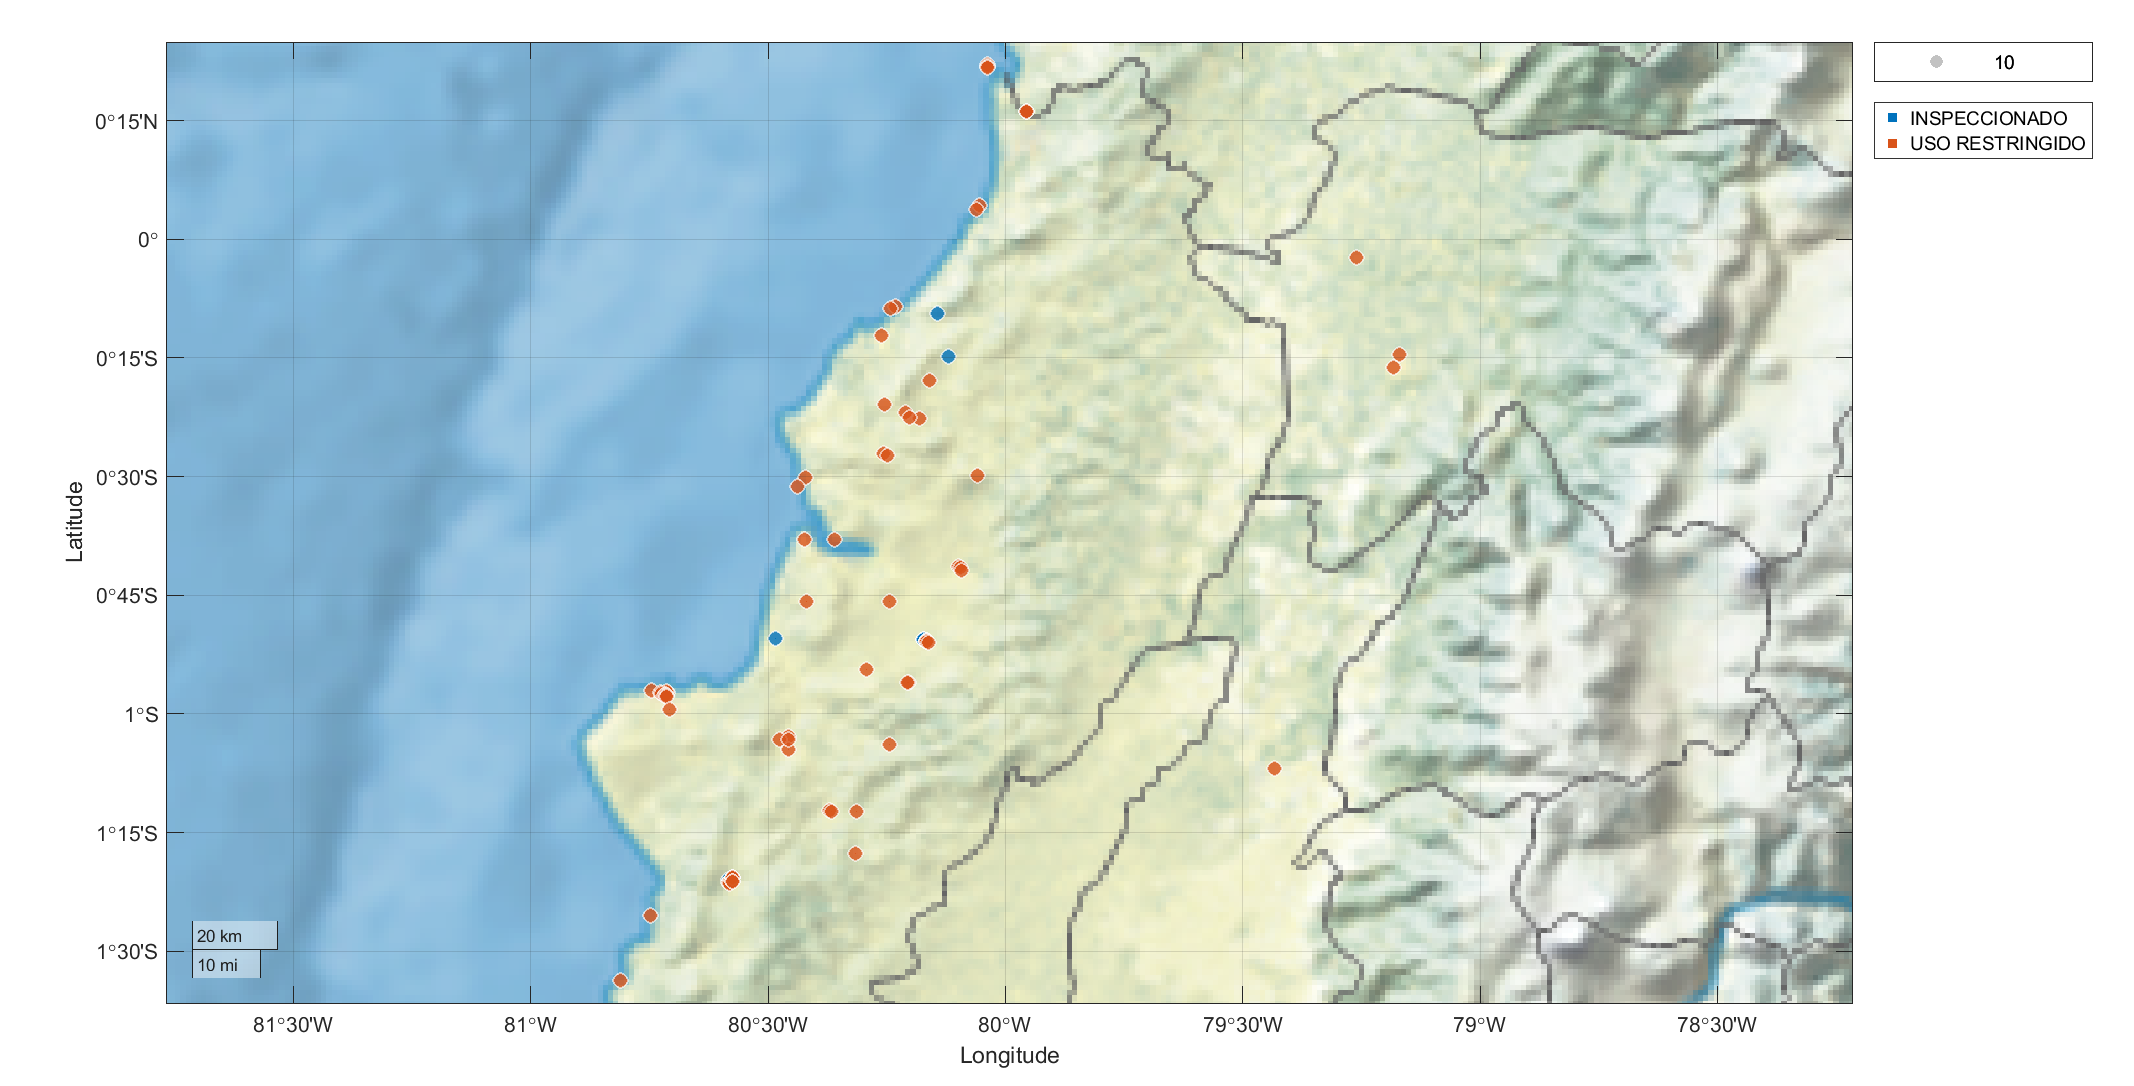 10
INSPECCIONADO
USO RESTRINGIDO
0°15'N
0°
0°15'S
0°30'S
0°45'S
1°S
1°15'S
1°30'S
Latitude
20 km
10 mi
81°30'W 81°W 80°30'W 80°W 79°30'W 79°W 78°30'W
Longitude